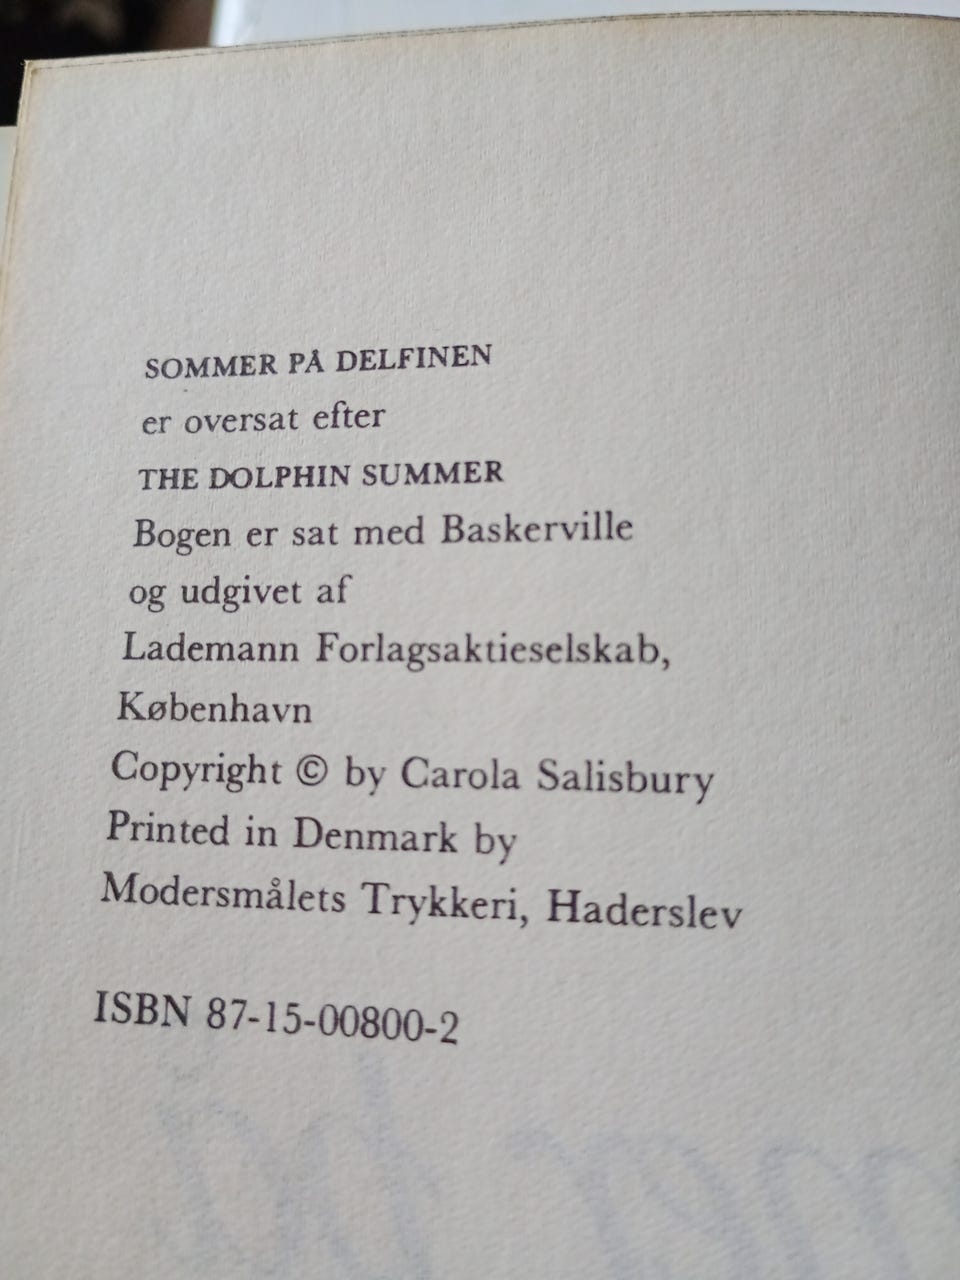 SOMMER PÅ DELFINEN
er oversat efter
THE DOLPHIN SUMMER
Bogen er sat med Baskerville
og udgivet af
Lademann Forlagsaktieselskab,
København
Copyright © by Carola Salisbury
Printed in Denmark by
Modersmålets Trykkeri, Haderslev
ISBN 87-15-00800-2